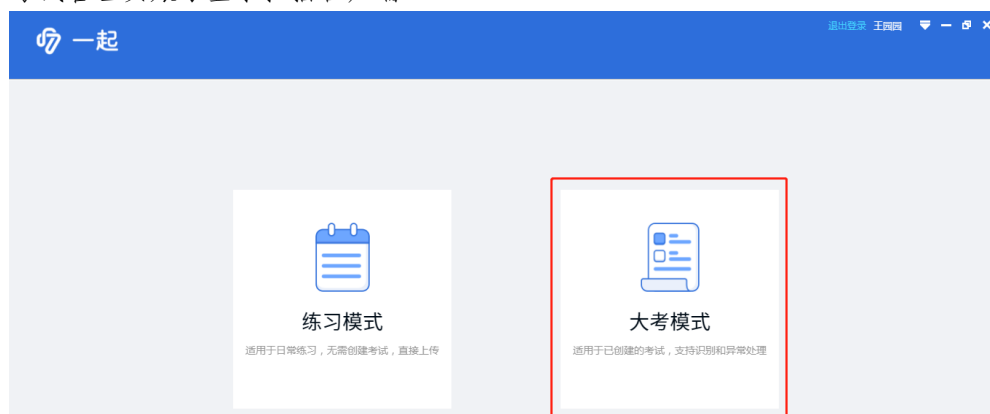 退出登录 王园园
一起
练习模式
适用于日常练习，无需创建考试，直接上传
大考模式
适用于已创建的考试，支持识别和异常处理